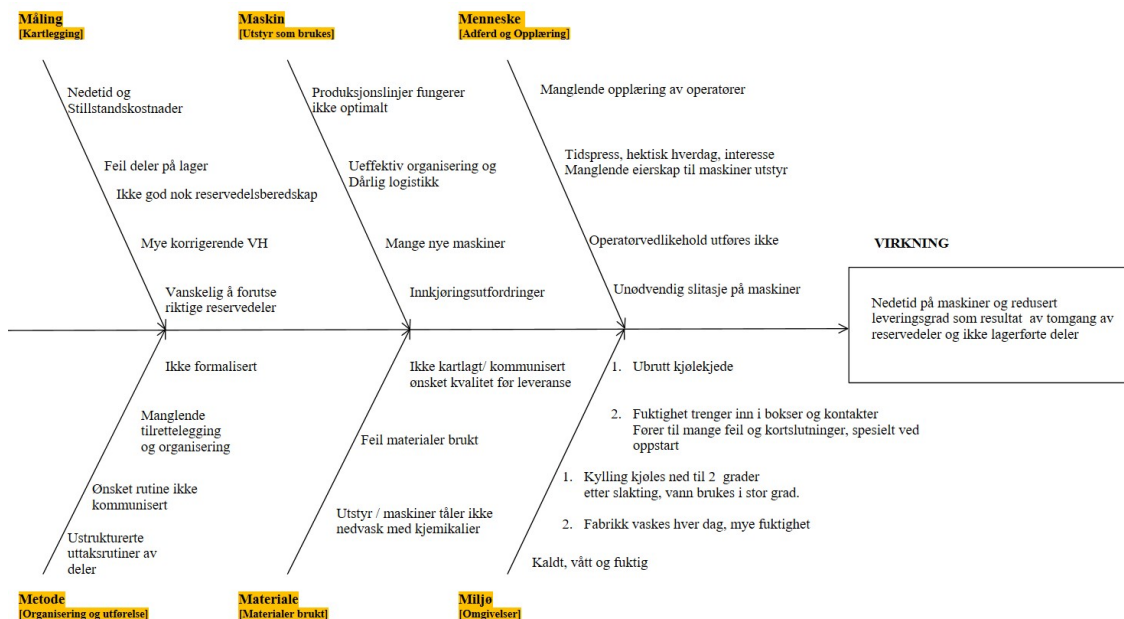 Måling
[Kartlegging]
Nedetid og
Stillstandskostnader
Feil deler på lager
Ikke god nok reservedelsberedskap
Mye korrigerende VH
Vanskelig å forutse
riktige reservedeler
Maskin
[Utstyr som brukes]
Produksjonslinjer fungerer
ikke optimalt
Ueffektiv organisering og
Dårlig logistikk
Mange nye maskiner
Innkjøringsutfordringer
Menneske
[Adferd og Opplæring]
Manglende opplæring av operatører
Tidspress, hektisk hverdag, interesse
Manglende eierskap til maskiner utstyr
Operatørvedlikehold utføres ikke
Unødvendig slitasje på maskiner
VIRKNING
Nedetid på maskiner og redusert
leveringsgrad som resultat av tomgang av
reservedeler og ikke lagerførte deler
Ikke formalisert
Manglende
tilrettelegging
og organisering
Ønsket rutine ikke
kommunisert
Ustrukturerte
uttaksrutiner av
deler
Metode
[Organisering og utførelse]
Ikke kartlagt/ kommunisert
ønsket kvalitet før leveranse
Feil materialer brukt
Utstyr / maskiner tåler ikke
nedvask med kjemikalier
Materiale
[Materialer brukt]
1. Ubrutt kjølekjede
2. Fuktighet trenger inn i bokser og kontakter
Fører til mange feil og kortslutninger, spesielt ved
oppstart
1. Kylling kjøles ned til 2 grader
etter slakting, vann brukes i stor grad.
2. Fabrikk vaskes hver dag, mye fuktighet
Kaldt, vått og fuktig
Miljø
[Omgivelser]